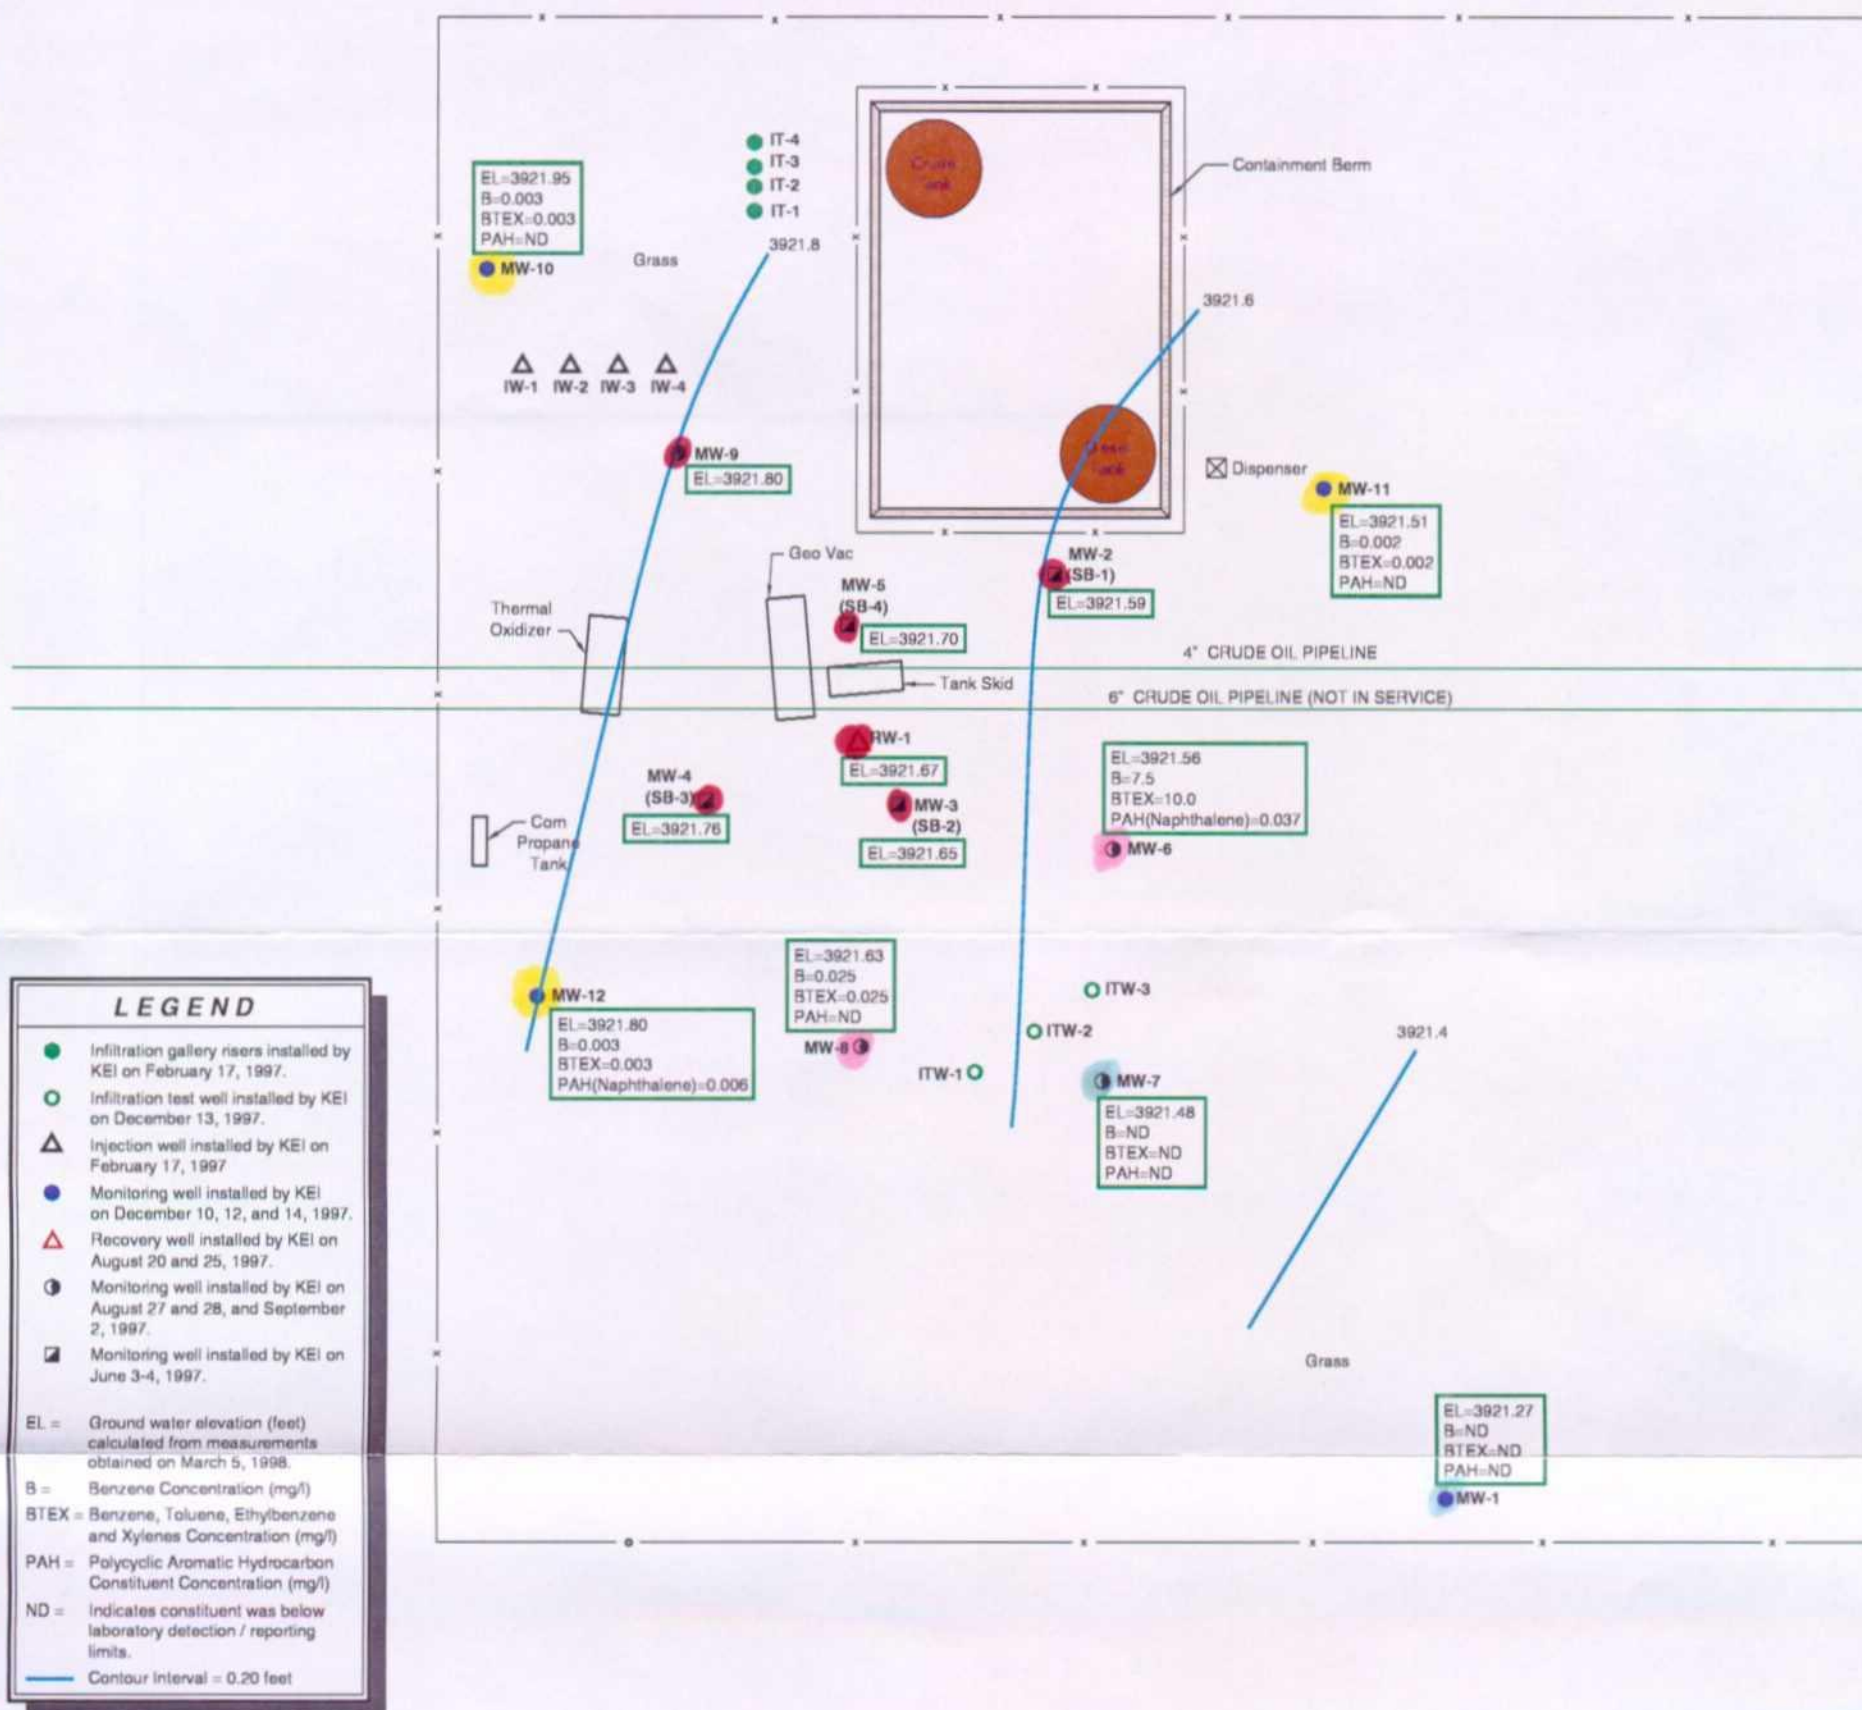 IT-4
IT-3
IT-2
IT-1
EL=3921.95
B=0.003
BTEX=0.003
PAH=ND
MW-10
Grass
3921.8
Crude
Tank
Containment Berm
3921.6
IW-1 IW-2 IW-3 IW-4
MW-9
EL=3921.80
Tank
Dispenser
MW-11
EL=3921.51
B=0.002
BTEX=0.002
PAH=ND
Geo Vac
MW-2
(SB-1)
EL=3921.59
MW-5
(SB-4)
EL=3921.70
Thermal
Oxidizer
4" CRUDE OIL PIPELINE
Tank Skid
6" CRUDE OIL PIPELINE (NOT IN SERVICE)
RW-1
EL=3921.67
MW-4
(SB-3)
EL=3921.76
MW-3
(SB-2)
EL=3921.65
EL=3921.56
B=7.5
BTEX=10.0
PAH(Naphthalene)=0.037
MW-6
Com
Propane
Tank
MW-12
EL=3921.80
B=0.003
BTEX=0.003
PAH(Naphthalene)=0.006
EL=3921.63
B=0.025
BTEX=0.025
PAH=ND
MW-8
ITW-3
ITW-2
ITW-1
MW-7
EL=3921.48
B=ND
BTEX=ND
PAH=ND
3921.4
Grass
EL=3921.27
B=ND
BTEX=ND
PAH=ND
MW-1
LEGEND
Infiltration gallery risers installed by
KEI on February 17, 1997.
Infiltration test well installed by KEI
on December 13, 1997.
Injection well installed by KEI on
February 17, 1997
Monitoring well installed by KEI
on December 10, 12, and 14, 1997.
Recovery well installed by KEI on
August 20 and 25, 1997.
Monitoring well installed by KEI on
August 27 and 28, and September
2, 1997.
Monitoring well installed by KEI on
June 3-4, 1997.
EL = Ground water elevation (feet)
calculated from measurements
obtained on March 5, 1998.
B = Benzene Concentration (mg/l)
BTEX = Benzene, Toluene, Ethylbenzene
and Xylenes Concentration (mg/l)
PAH = Polycyclic Aromatic Hydrocarbon
Constituent Concentration (mg/l)
ND = Indicates constituent was below
laboratory detection / reporting
limits.
Contour Interval = 0.20 feet